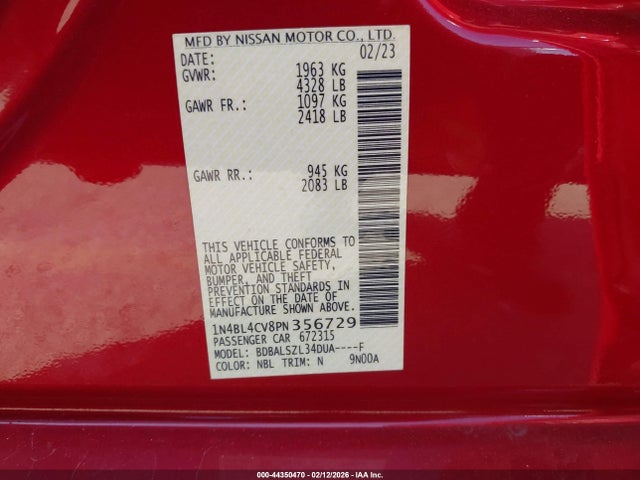 MFD BY NISSAN MOTOR CO., LTD.
DATE: 02/23
GVWR: 1963 KG
4328 LB
GAWR FR.: 1097 KG
2418 LB
GAWR RR.: 945 KG
2083 LB
THIS VEHICLE CONFORMS TO
ALL APPLICABLE FEDERAL
MOTOR VEHICLE SAFETY,
BUMPER, AND THEFT
PREVENTION STANDARDS IN
EFFECT ON THE DATE OF
MANUFACTURE SHOWN ABOVE.
1N4BL4CV8PN356729
PASSENGER CAR 672315
MODEL: BDBALSZL34DUA----F
COLOR: NBL TRIM: N 9N00A
000-44350470 - 02/12/2026 - IAA Inc.